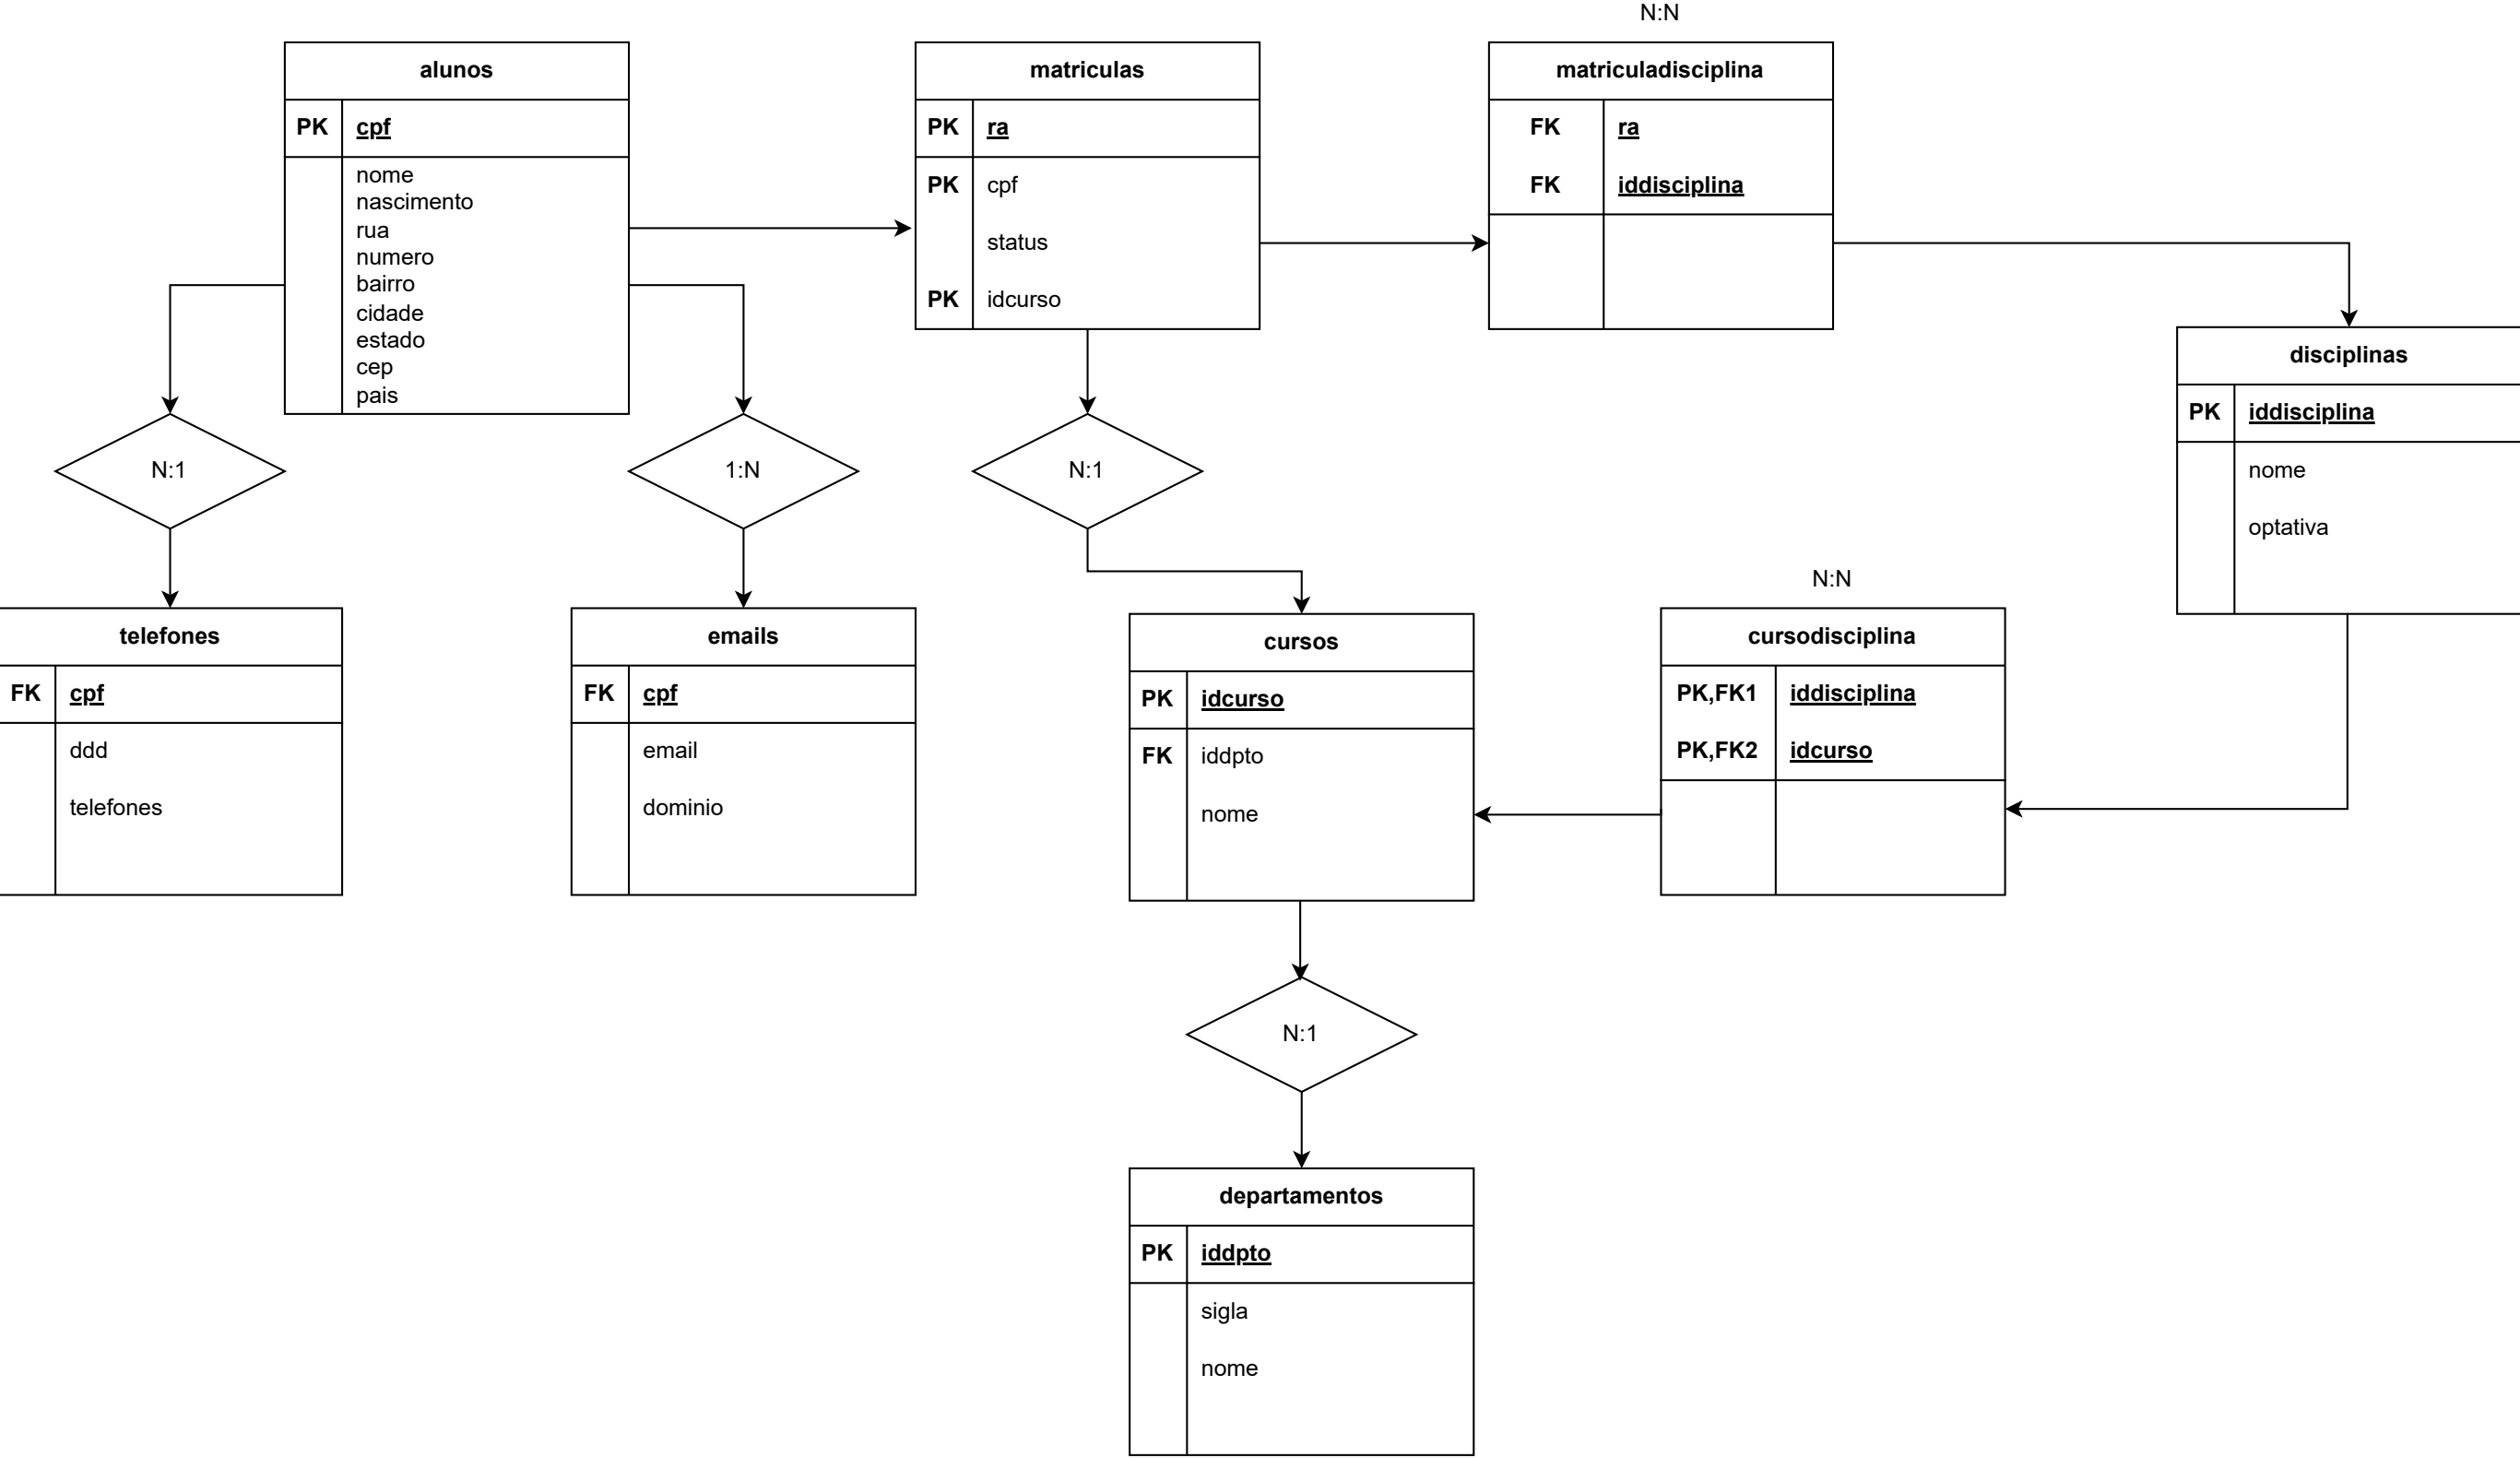 N:N
alunos
PK cpf
nome
nascimento
rua
numero
bairro
cidade
estado
cep
pais
matriculas
PK ra
PK cpf
status
PK idcurso
matriculadisciplina
FK ra
FK iddisciplina
disciplinas
PK iddisciplina
nome
optativa
N:1
1:N
N:1
telefones
FK cpf
ddd
telefones
emails
FK cpf
email
dominio
cursos
PK idcurso
FK iddpto
nome
N:N
cursodisciplina
PK,FK1 iddisciplina
PK,FK2 idcurso
N:1
departamentos
PK iddpto
sigla
nome